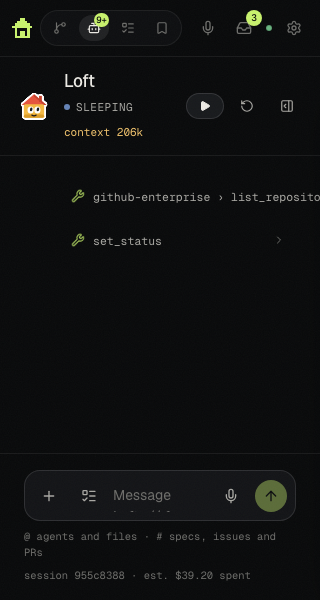 9+
3
Loft
SLEEPING
context 206k
github-enterprise › list_reposito
set_status
Message
@ agents and files · # specs, issues and
PRs
session 955c8388 · est. $39.20 spent